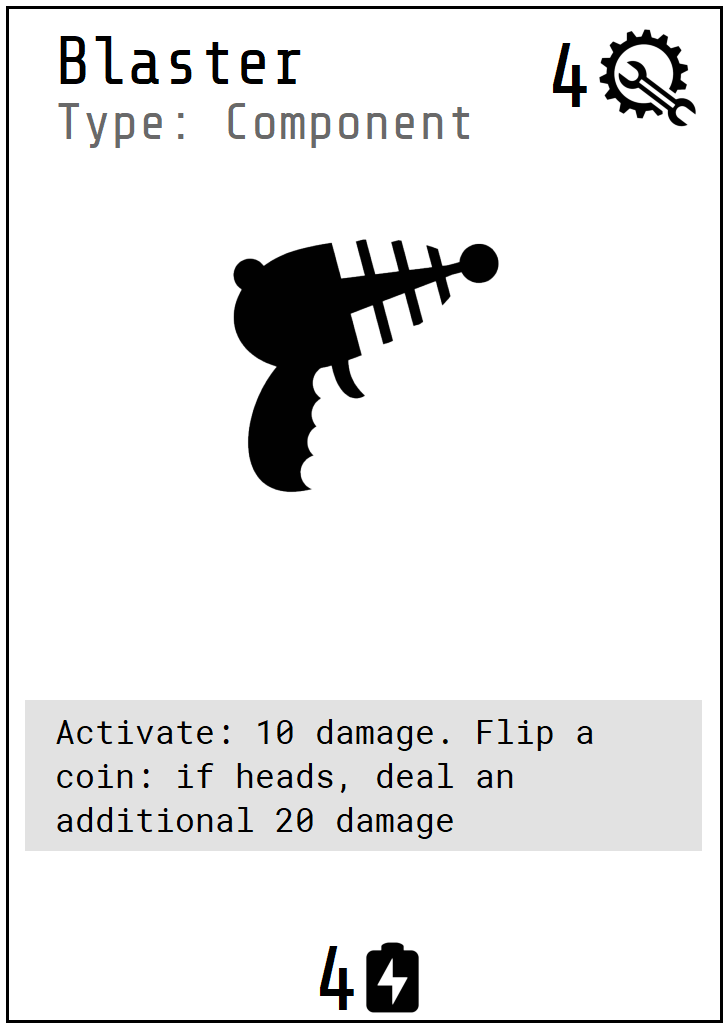 Blaster
4
Type: Component
Activate: 10 damage. Flip a
coin: if heads, deal an
additional 20 damage
4